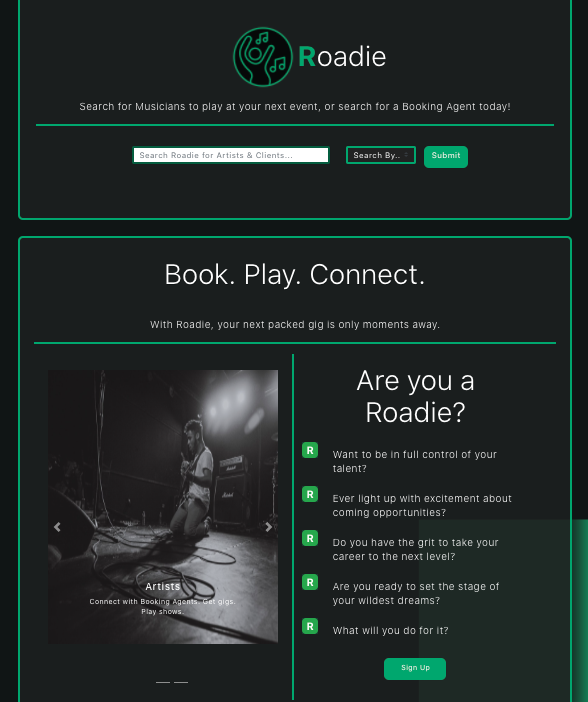 Roadie
Search for Musicians to play at your next event, or search for a Booking Agent today!
Search Roadie for Artists & Clients...
Search By..
Submit
Book. Play. Connect.
With Roadie, your next packed gig is only moments away.
Artists
Connect with Booking Agents. Get gigs.
Play shows.
Are you a
Roadie?
R
Want to be in full control of your
talent?
R
Ever light up with excitement about
coming opportunities?
R
Do you have the grit to take your
career to the next level?
R
Are you ready to set the stage of
your wildest dreams?
R
What will you do for it?
Sign Up